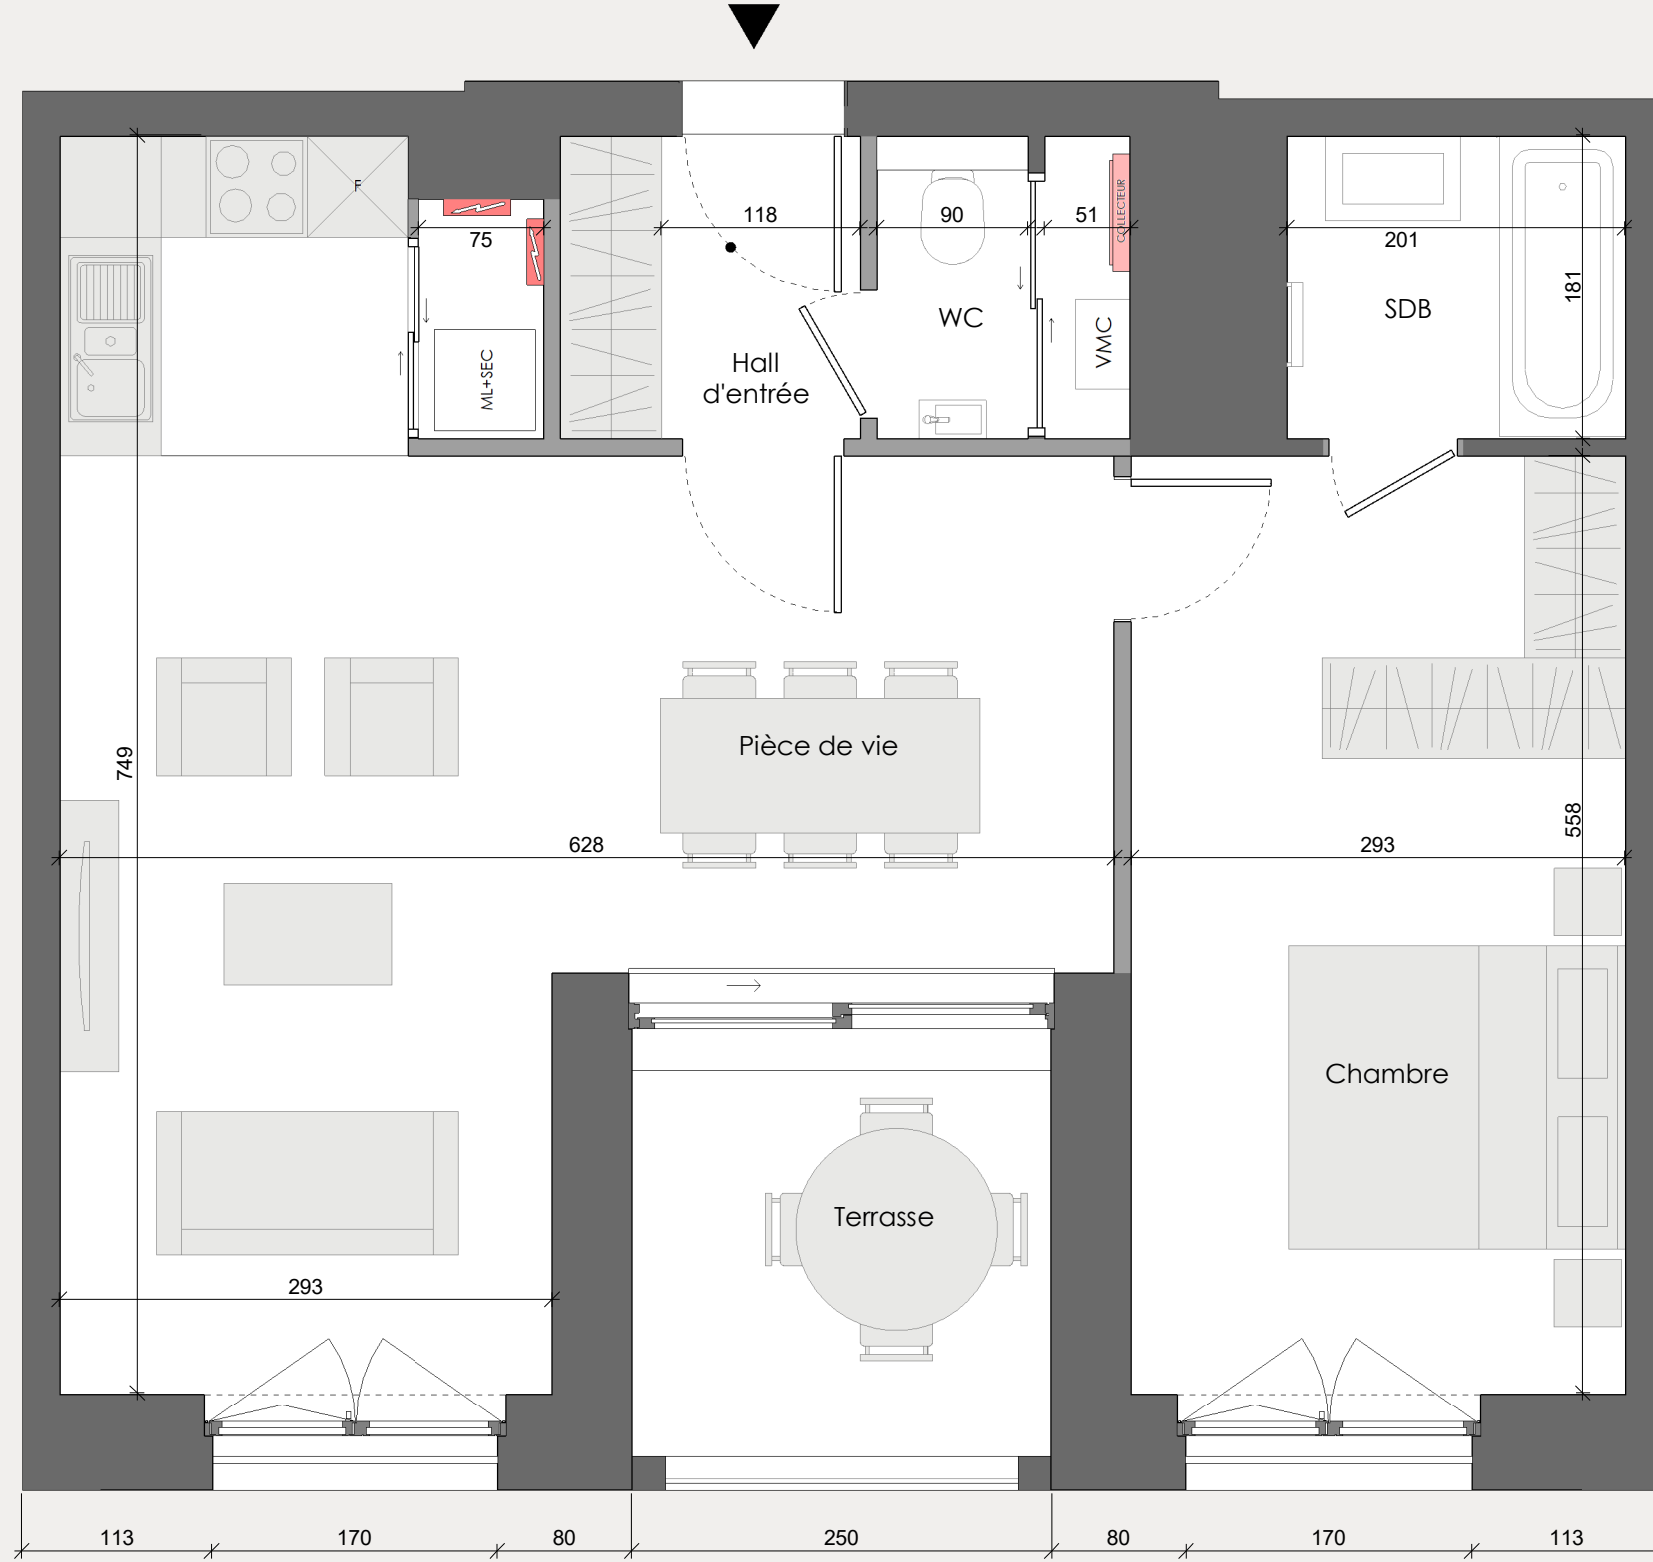 F
75
118
90
51
COLLECTEUR
201
181
SDB
WC
VMC
ML+SEC
Hall
d'entrée
749
Pièce de vie
628
293
558
Chambre
Terrasse
293
113
170
80
250
80
170
113